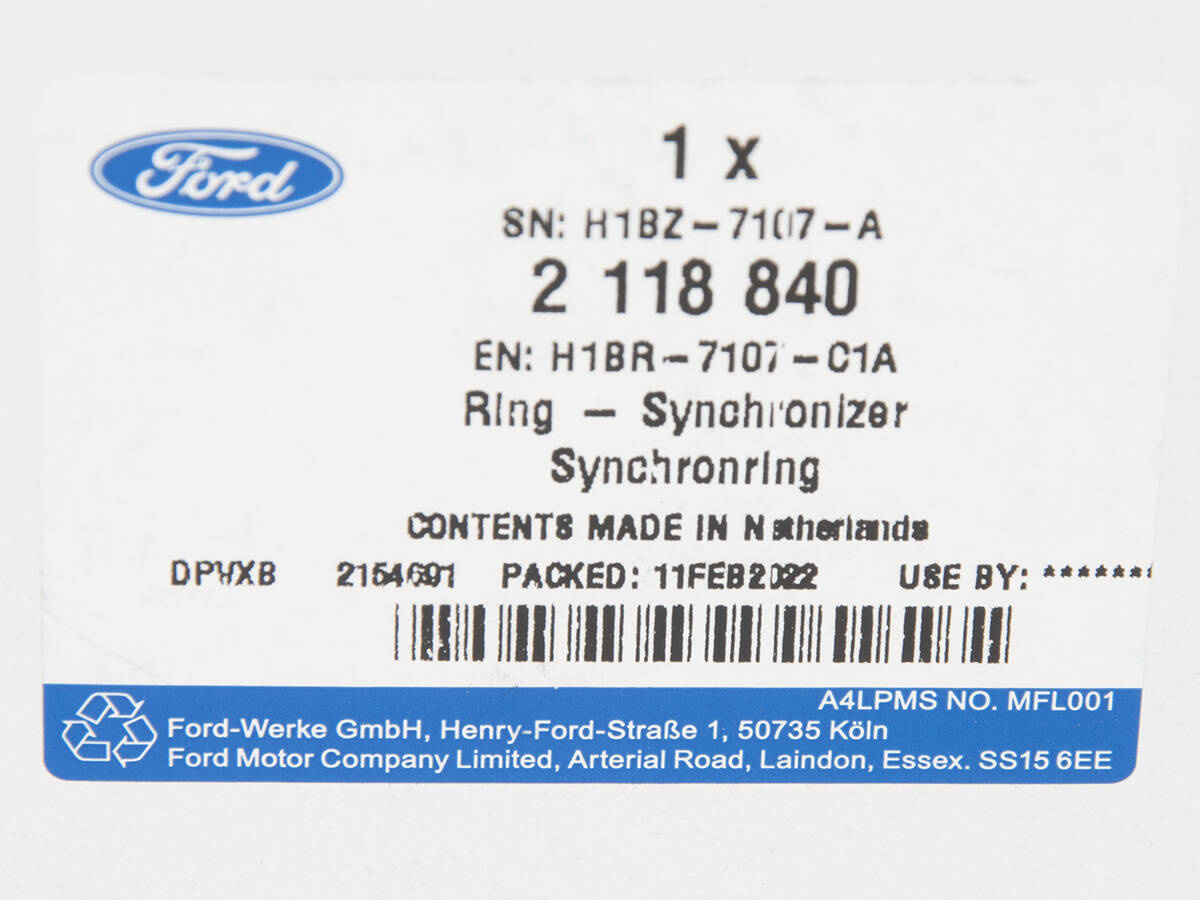 Ford
1 x
SN: H1BZ-7107-A
2 118 840
EN: H1BR-7107-C1A
Ring - Synchronizer
Synchronring
CONTENTS MADE IN Netherlands
PACKED: 11FEB2022 USE BY: *******
A4LPMS NO. MFL001
Ford-Werke GmbH, Henry-Ford-Straße 1, 50735 Köln
Ford Motor Company Limited, Arterial Road, Laindon, Essex. SS15 6EE